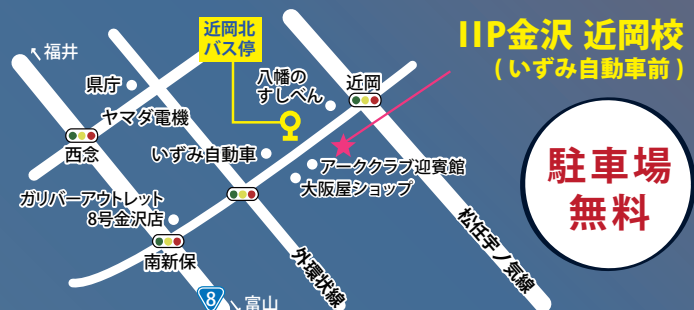 近岡北
バス停
IIP金沢 近岡校
( いずみ自動車前 )
↖福井
県庁
八幡の
すしべん
近岡
ヤマダ電機
西念
いずみ自動車
アーククラブ迎賓館
大阪屋ショップ
駐車場
無料
ガリバーアウトレット
8号金沢店
南新保
外環状線
松任宇ノ気線
8
↘富山